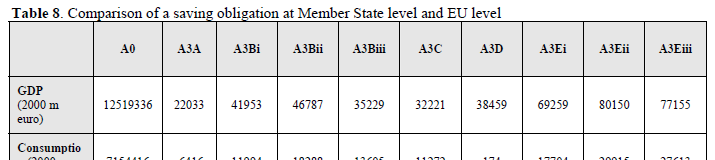 Table 8. Comparison of a saving obligation at Member State level and EU level
A0 A3A A3Bi A3Bii A3Biii A3C A3D A3Ei A3Eii A3Eiii
GDP
(2000 m 12519336 22033 41953 46787 35229 32221 38459 69259 80150 77155
euro)
Consumptio